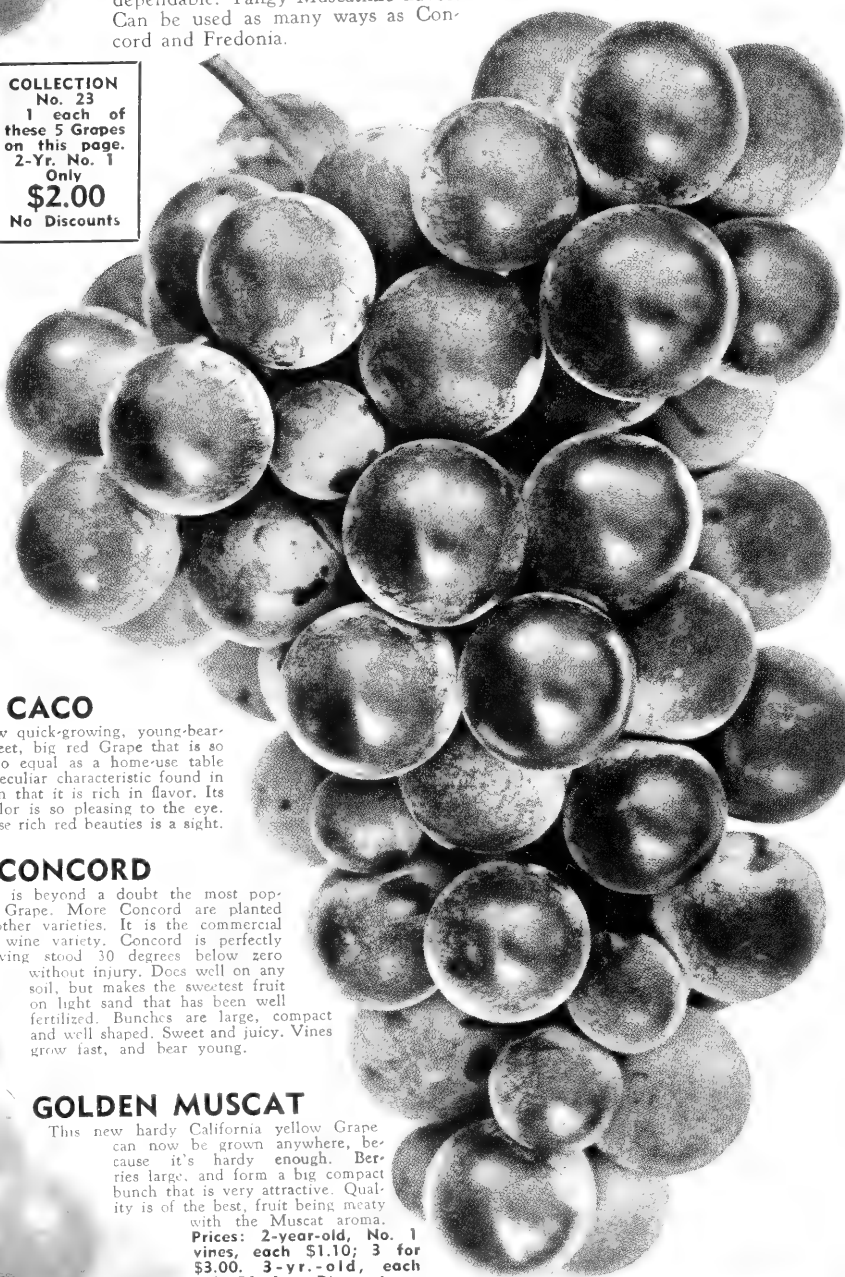 Can be used as many ways as Con-
cord and Fredonia.
COLLECTION
No. 23
1 each of
these 5 Grapes
on this page.
2-Yr. No. 1
Only
$2.00
No Discounts
CACO
quick-growing, young-bear-
big red Grape that is so
equal as a home-use table
characteristic found in
that it is rich in flavor. Its
is so pleasing to the eye.
rich red beauties is a sight.
CONCORD
is beyond a doubt the most pop-
Grape. More Concord are planted
other varieties. It is the commercial
wine variety. Concord is perfectly
stood 30 degrees below zero
without injury. Does well on any
soil, but makes the sweetest fruit
on light sand that has been well
fertilized. Bunches are large, compact
and well shaped. Sweet and juicy. Vines
grow fast, and bear young.
GOLDEN MUSCAT
This new hardy California yellow Grape
can now be grown anywhere, be-
cause it's hardy enough. Ber-
ries large, and form a big compact
bunch that is very attractive. Qual-
ity is of the best, fruit being meaty
with the Muscat aroma.
Prices: 2-year-old, No. 1
vines, each $1.10; 3 for
$3.00. 3-yr.-old, each